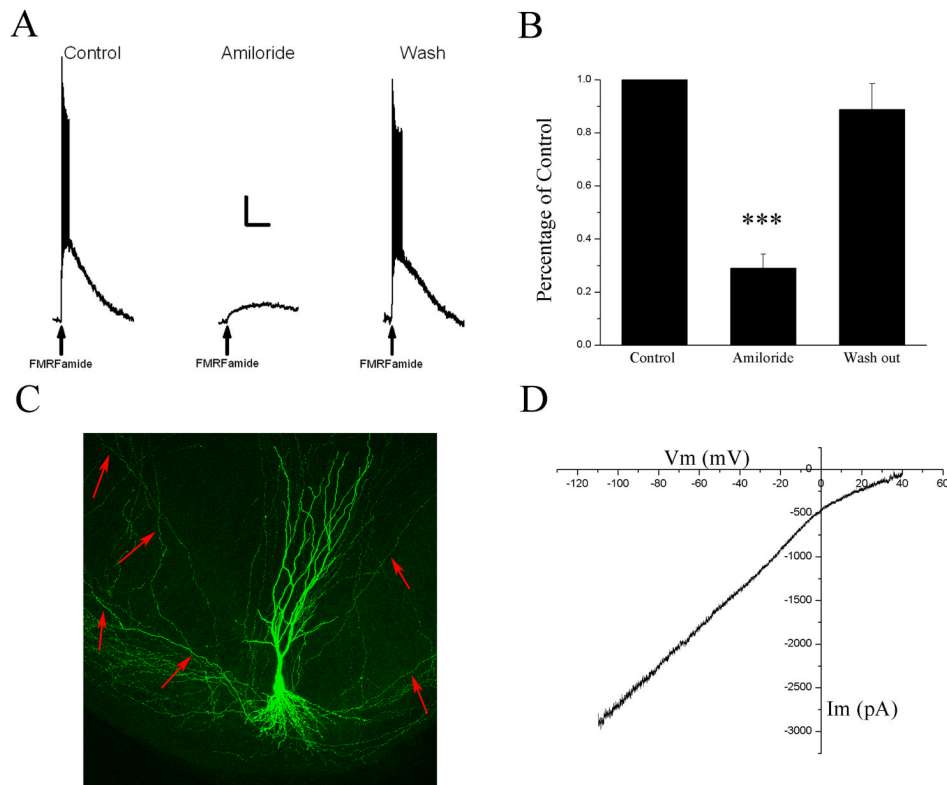 A
Control
Amiloride
Wash
FMRFamide
FMRFamide
FMRFamide
B
Percentage of Control
1.0
0.8
0.6
0.4
0.2
0.0
***
Control
Amiloride
Wash out
C
D
Vm (mV)
-120 -100 -80 -60 -40 -20 0 20 40 60
0
-500
-1000
-1500
-2000
-2500
-3000
Im (pA)